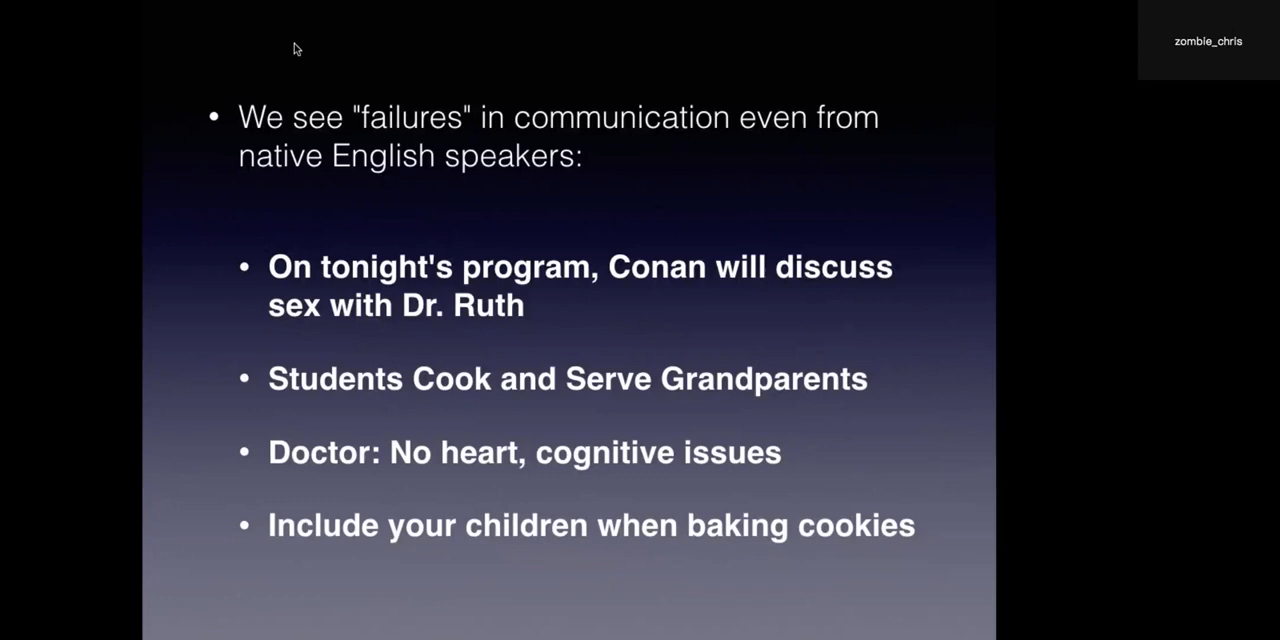 zombie_chris
• We see "failures" in communication even from
native English speakers:
• On tonight's program, Conan will discuss
sex with Dr. Ruth
• Students Cook and Serve Grandparents
• Doctor: No heart, cognitive issues
• Include your children when baking cookies